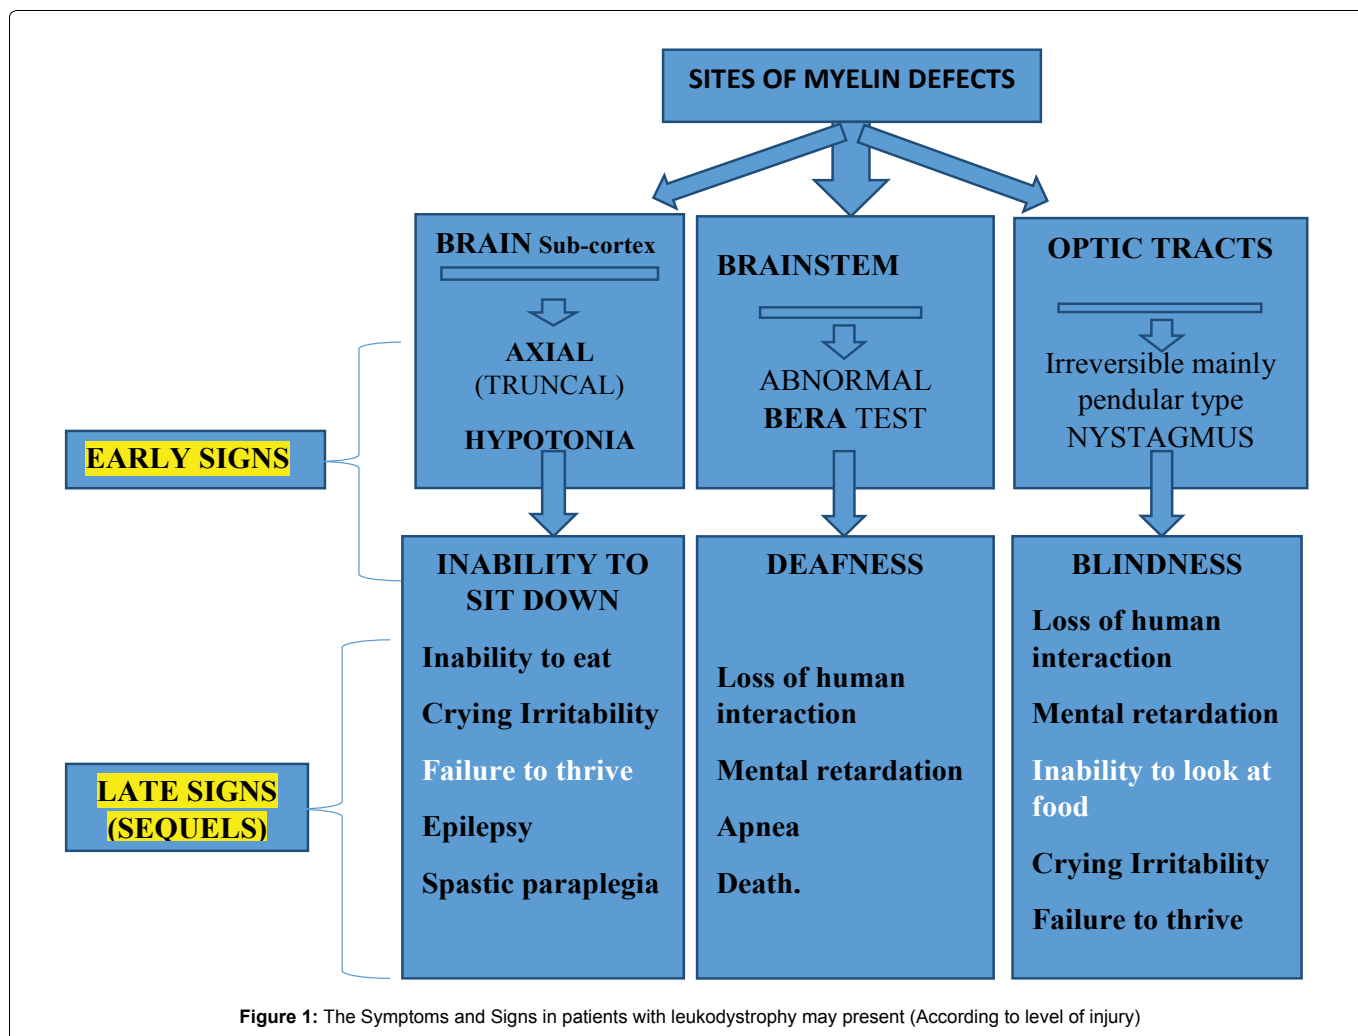 SITES OF MYELIN DEFECTS
BRAIN Sub-cortex
AXIAL
(TRUNCAL)
HYPOTONIA
BRAINSTEM
ABNORMAL
BERA TEST
OPTIC TRACTS
Irreversible mainly
pendular type
NYSTAGMUS
EARLY SIGNS
INABILITY TO
SIT DOWN
Inability to eat
Crying Irritability
Failure to thrive
Epilepsy
Spastic paraplegia
DEAFNESS
Loss of human
interaction
Mental retardation
Apnea
Death.
BLINDNESS
Loss of human
interaction
Mental retardation
Inability to look at
food
Crying Irritability
Failure to thrive
LATE SIGNS
(SEQUELS)
Figure 1: The Symptoms and Signs in patients with leukodystrophy may present (According to level of injury)